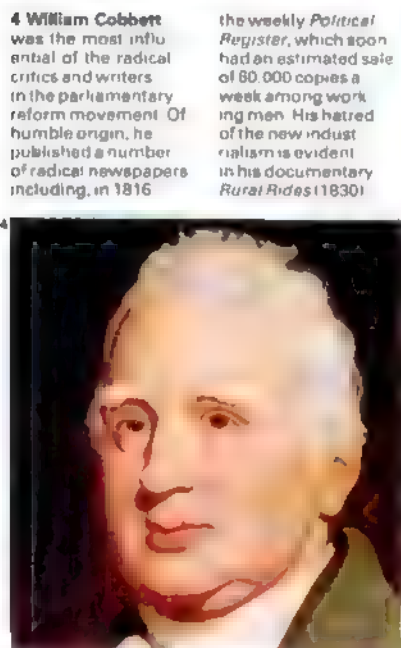 4 William Cobbett
was the most influ
ential of the radical
critics and writers
in the parliamentary
reform movement Of
humble origin, he
published a number
of radical newspapers
including, in 1816
the weekly Political
Register, which soon
had an estimated sale
of 60.000 copies a
week among work
ing men His hatred
of the new indust
rialism is evident
in his documentary
Rural Rides (1830)
4